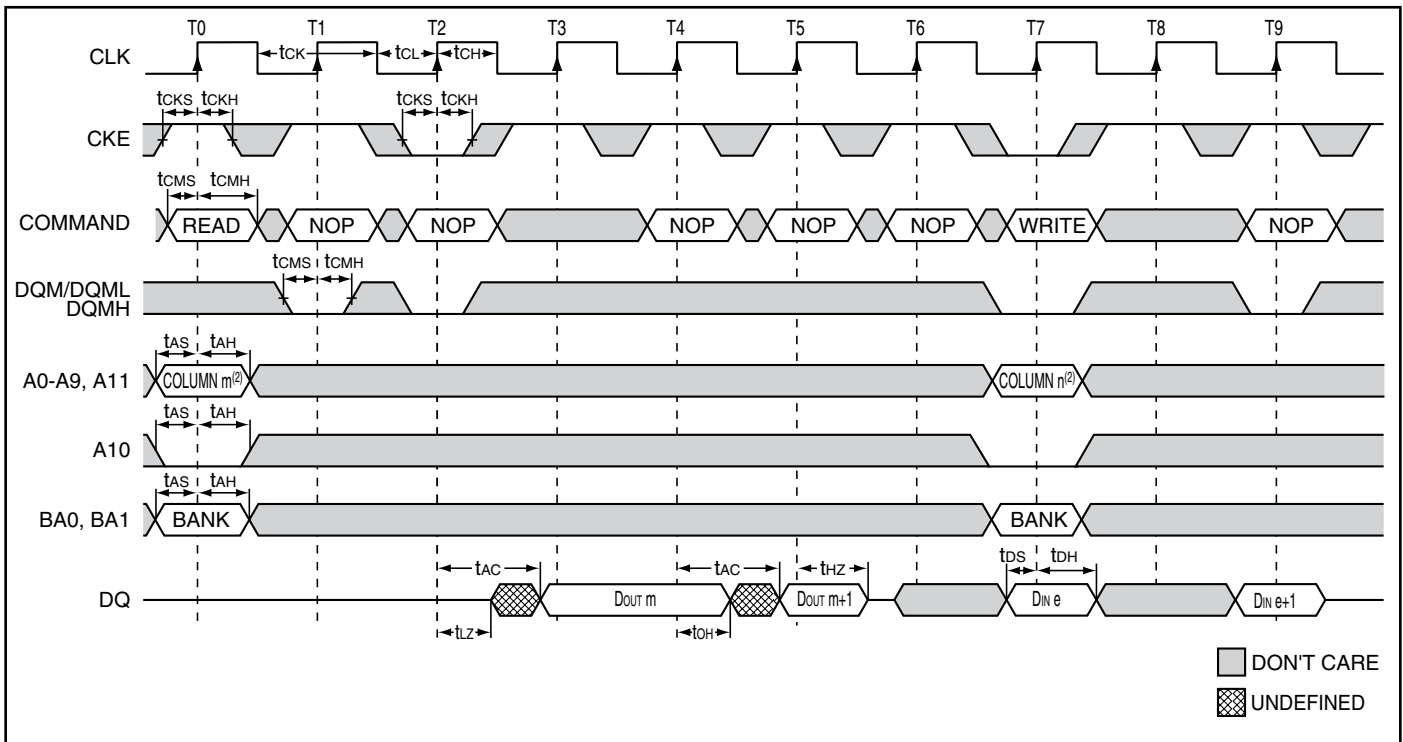 T0 T1 T2 T3 T4 T5 T6 T7 T8 T9
CLK tCK tCL tCH
tCKS tCKH tCKS tCKH
CKE
tCMS tCMH
COMMAND READ NOP NOP NOP NOP NOP WRITE NOP
tCMS tCMH
DQM/DQML
DQMH
tAS tAH
A0-A9, A11 COLUMN m(2) COLUMN n(2)
tAS tAH
A10
tAS tAH
BA0, BA1 BANK BANK
tAC tAC tHZ tDS tDH
DQ DOUT m DOUT m+1 DIN e DIN e+1
tLZ tOH
DON'T CARE
UNDEFINED